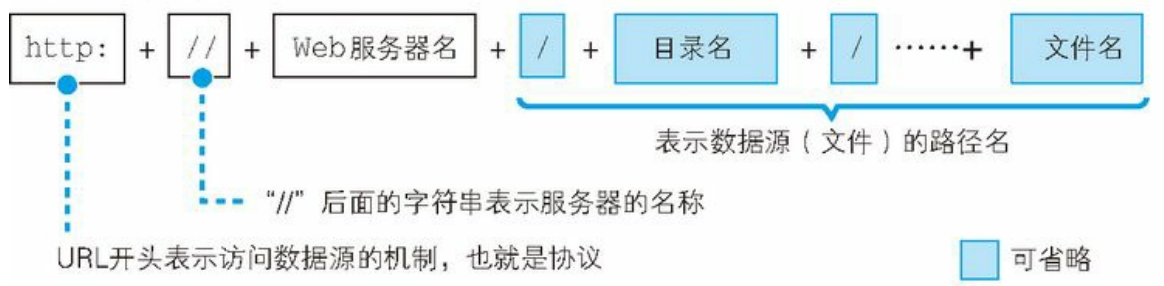 http: + // + Web服务器名 + / + 目录名 + / ……+ 文件名
表示数据源（文件）的路径名
“//”后面的字符串表示服务器的名称
URL开头表示访问数据源的机制，也就是协议
可省略